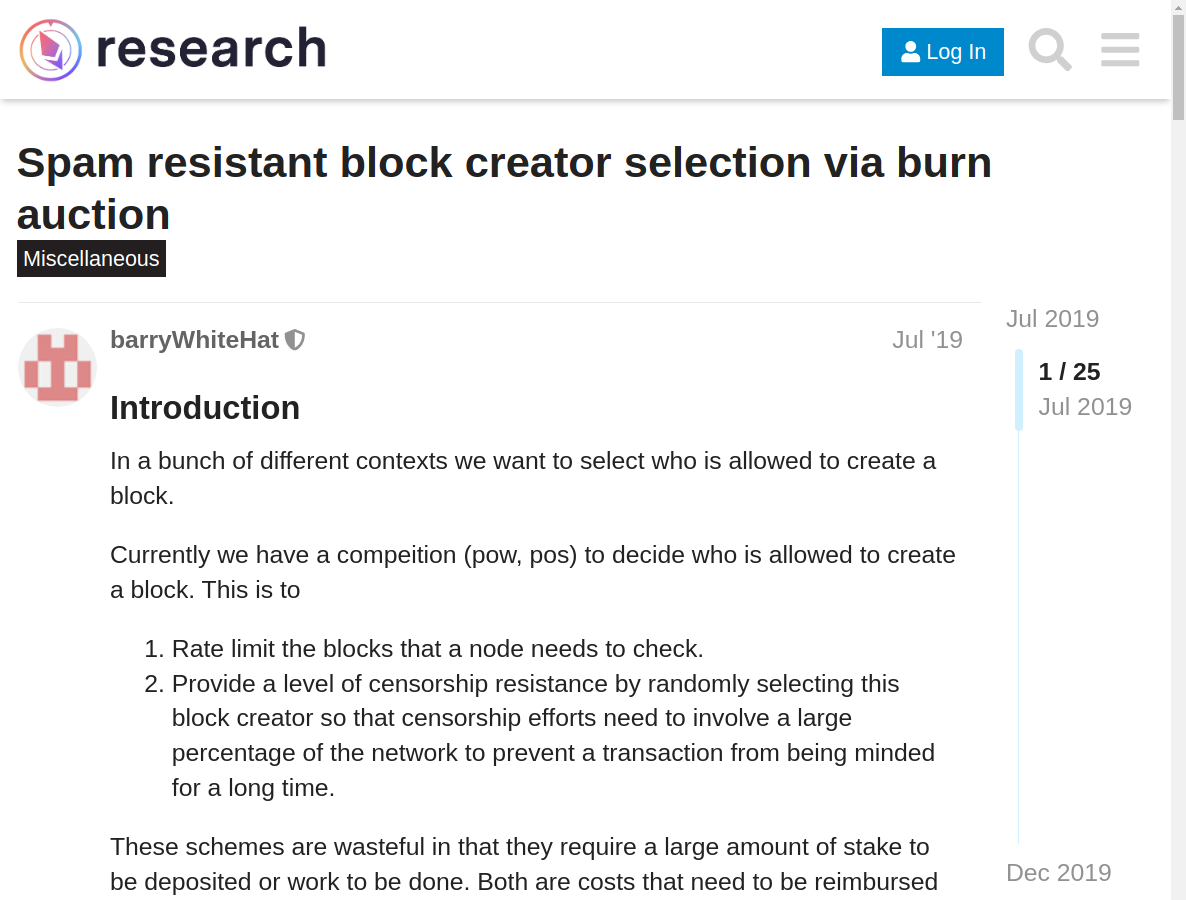 research
Log In
Spam resistant block creator selection via burn
auction
Miscellaneous
barryWhiteHat
Jul '19
Jul 2019
1 / 25
Jul 2019
Introduction
In a bunch of different contexts we want to select who is allowed to create a
block.
Currently we have a compeition (pow, pos) to decide who is allowed to create
a block. This is to
1. Rate limit the blocks that a node needs to check.
2. Provide a level of censorship resistance by randomly selecting this
block creator so that censorship efforts need to involve a large
percentage of the network to prevent a transaction from being minded
for a long time.
These schemes are wasteful in that they require a large amount of stake to
be deposited or work to be done. Both are costs that need to be reimbursed
Dec 2019